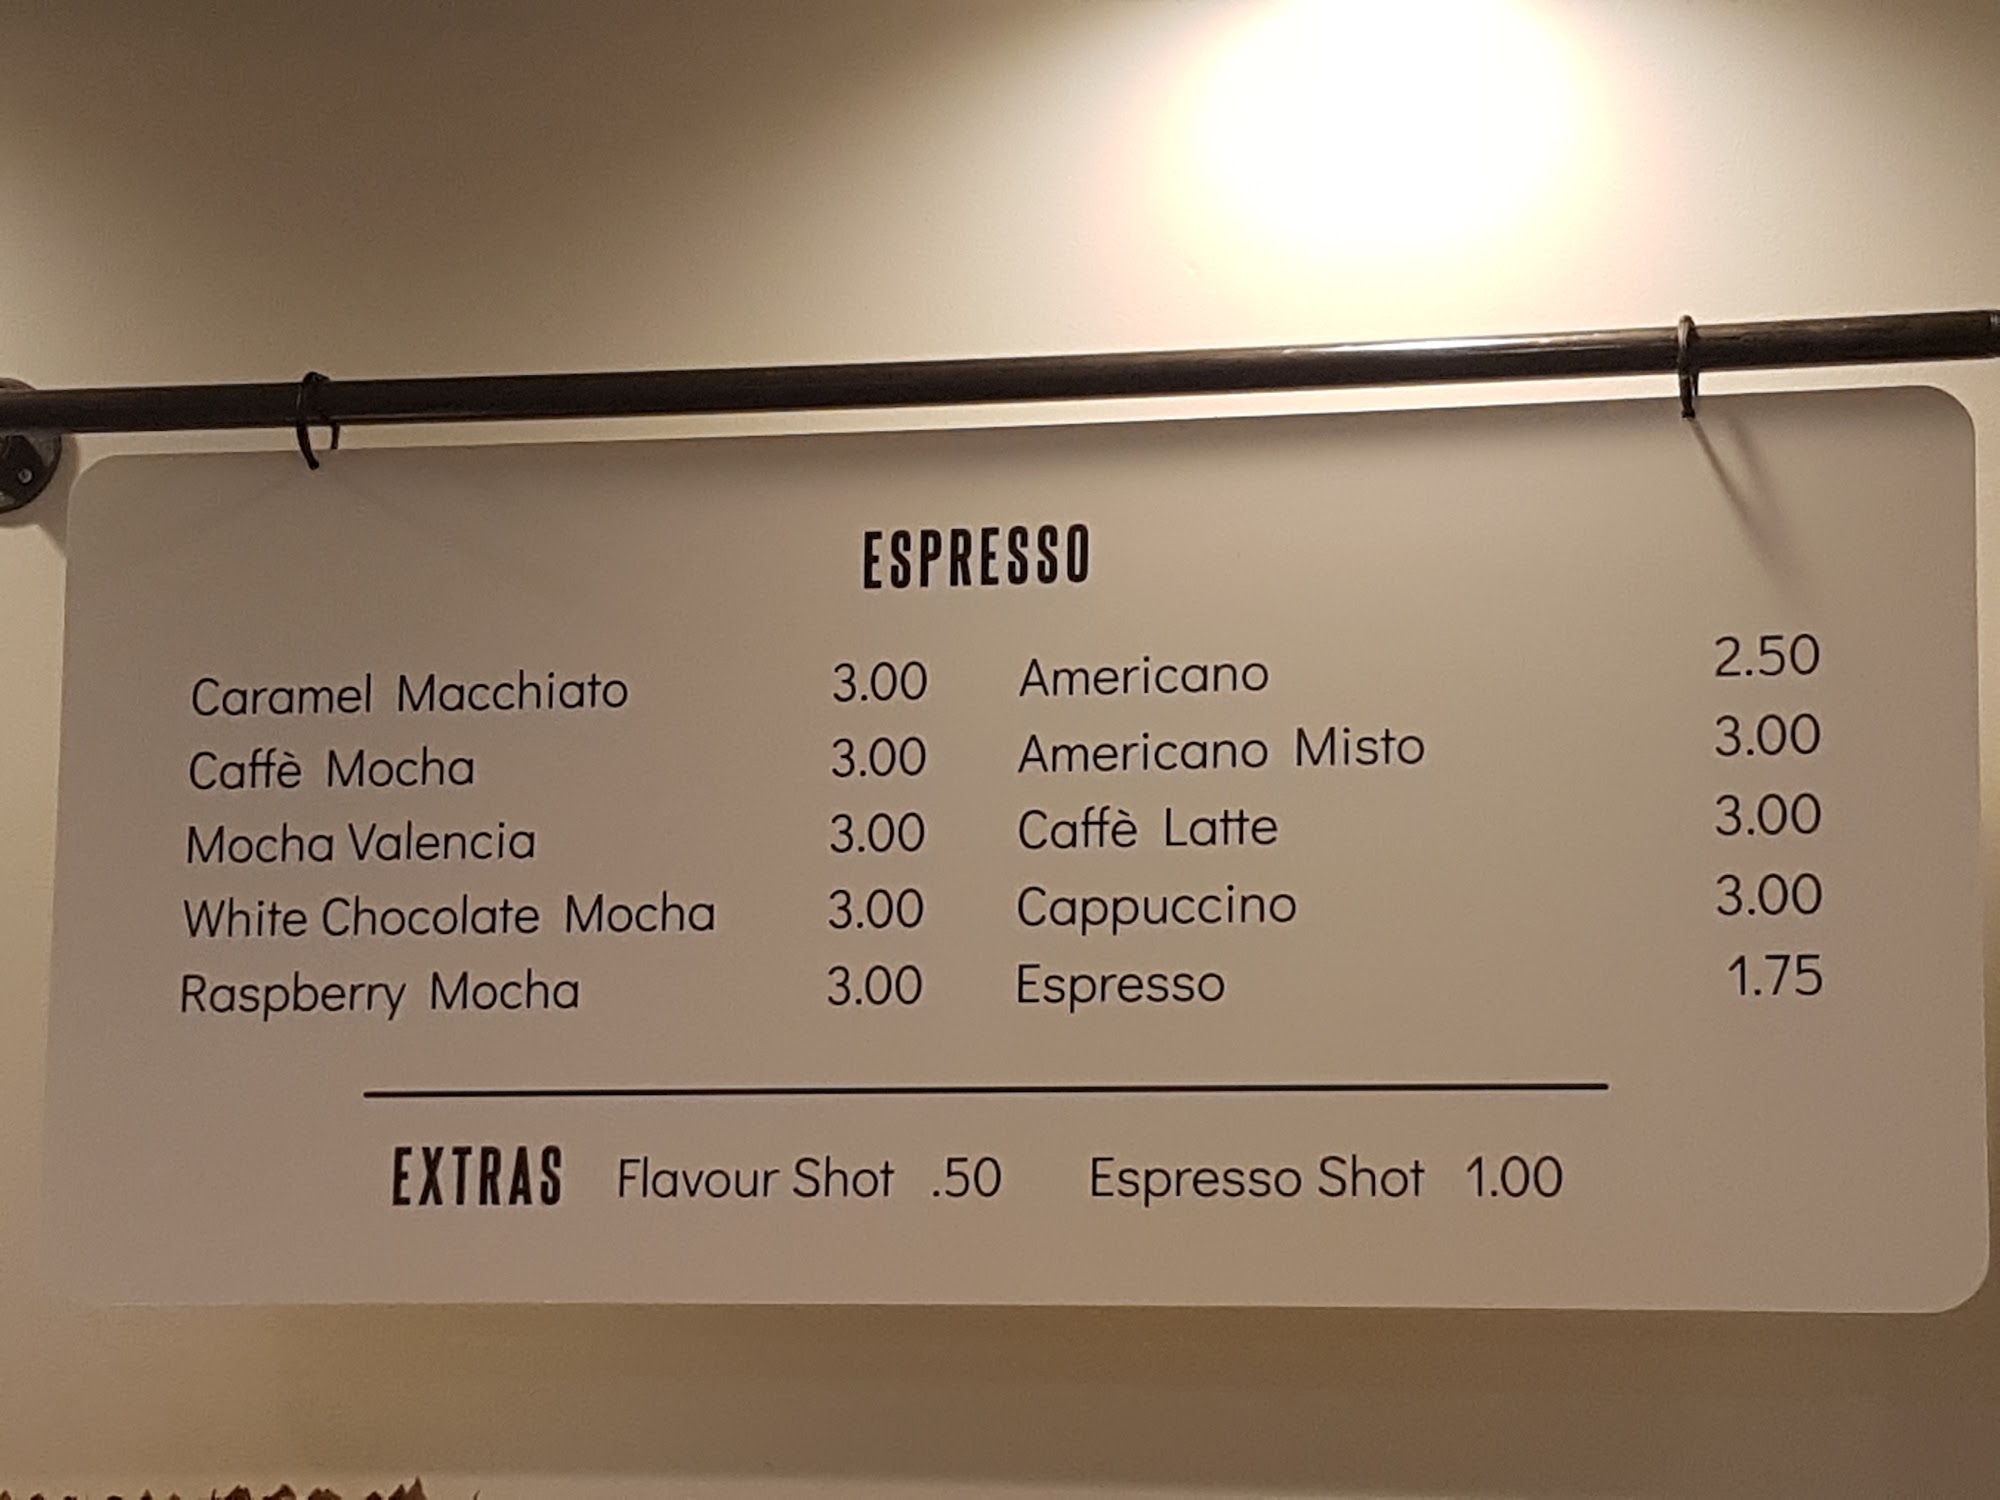 ESPRESSO
Caramel Macchiato 3.00
Caffè Mocha 3.00
Mocha Valencia 3.00
White Chocolate Mocha 3.00
Raspberry Mocha 3.00
Americano 2.50
Americano Misto 3.00
Caffè Latte 3.00
Cappuccino 3.00
Espresso 1.75
EXTRAS Flavour Shot .50 Espresso Shot 1.00